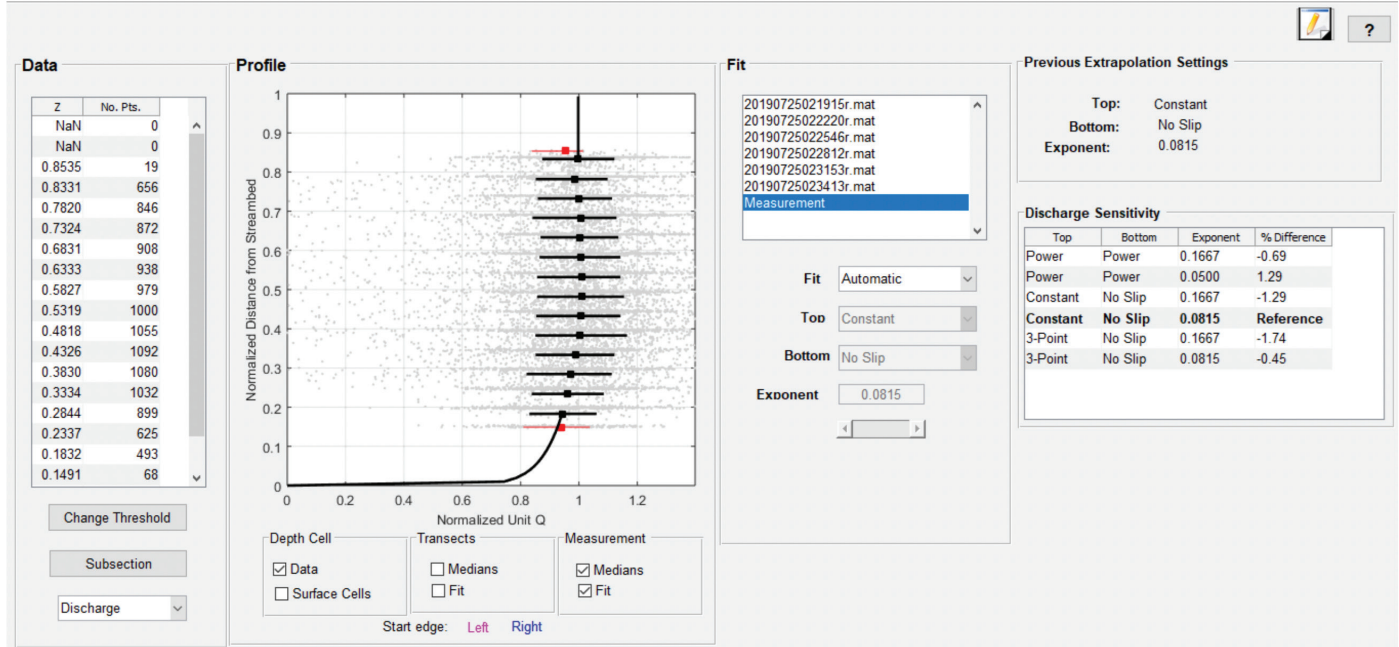 ?
Data
Z No. Pts.
NaN 0
NaN 0
0.8535 19
0.8331 656
0.7820 846
0.7324 872
0.6831 908
0.6333 938
0.5827 979
0.5319 1000
0.4818 1055
0.4326 1092
0.3830 1080
0.3334 1032
0.2844 899
0.2337 625
0.1832 493
0.1491 68
Change Threshold
Subsection
Discharge
Profile
Normalized Distance from Streambed
1
0.9
0.8
0.7
0.6
0.5
0.4
0.3
0.2
0.1
0
0 0.2 0.4 0.6 0.8 1 1.2
Normalized Unit Q
Depth Cell
Data
Surface Cells
Transects
Medians
Fit
Measurement
Medians
Fit
Start edge: Left Right
Fit
20190725021915r.mat
20190725022220r.mat
20190725022546r.mat
20190725022812r.mat
20190725023153r.mat
20190725023413r.mat
Measurement
Fit Automatic
Top Constant
Bottom No Slip
Exponent 0.0815
Previous Extrapolation Settings
Top: Constant
Bottom: No Slip
Exponent: 0.0815
Discharge Sensitivity
Top Bottom Exponent % Difference
Power Power 0.1667 -0.69
Power Power 0.0500 1.29
Constant No Slip 0.1667 -1.29
Constant No Slip 0.0815 Reference
3-Point No Slip 0.1667 -1.74
3-Point No Slip 0.0815 -0.45